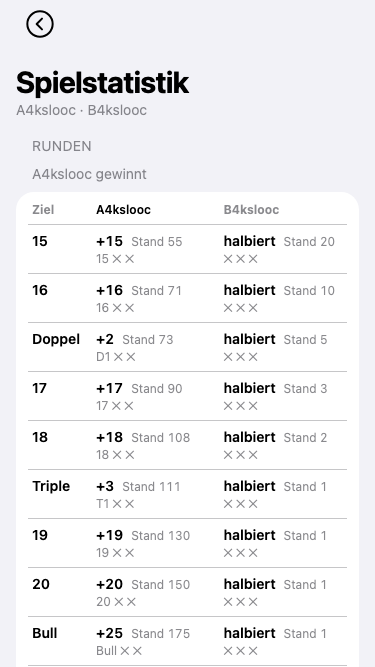 Spielstatistik
A4kslooc · B4kslooc
RUNDEN
A4kslooc gewinnt
Ziel A4kslooc B4kslooc
15 +15 Stand 55 halbiert Stand 20
15 ✕ ✕ ✕ ✕ ✕
16 +16 Stand 71 halbiert Stand 10
16 ✕ ✕ ✕ ✕ ✕
Doppel +2 Stand 73 halbiert Stand 5
D1 ✕ ✕ ✕ ✕ ✕
17 +17 Stand 90 halbiert Stand 3
17 ✕ ✕ ✕ ✕ ✕
18 +18 Stand 108 halbiert Stand 2
18 ✕ ✕ ✕ ✕ ✕
Triple +3 Stand 111 halbiert Stand 1
T1 ✕ ✕ ✕ ✕ ✕
19 +19 Stand 130 halbiert Stand 1
19 ✕ ✕ ✕ ✕ ✕
20 +20 Stand 150 halbiert Stand 1
20 ✕ ✕ ✕ ✕ ✕
Bull +25 Stand 175 halbiert Stand 1
Bull ✕ ✕ ✕ ✕ ✕